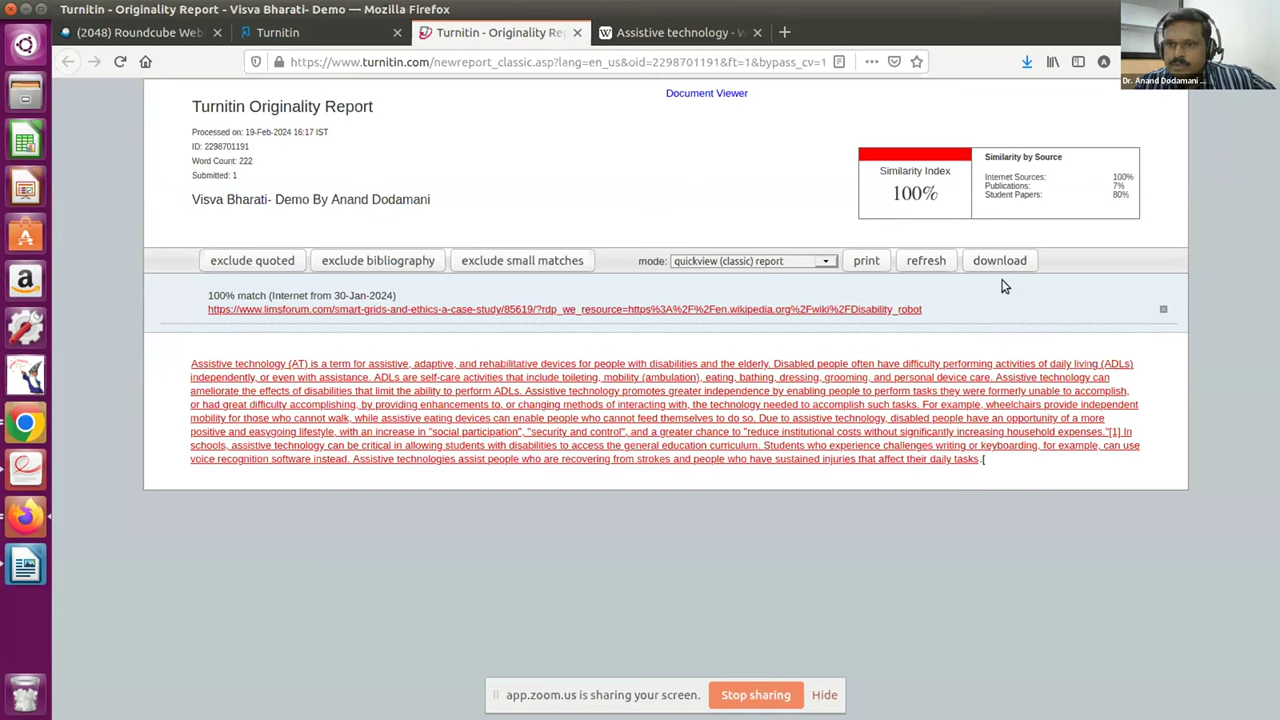 Turnitin - Originality Report - Visva Bharati- Demo — Mozilla Firefox
(2048) Roundcube Web
Turnitin
Turnitin - Originality Re
Assistive technology - W
https://www.turnitin.com/newreport_classic.asp?lang=en_us&oid=2298701191&ft=1&bypass_cv=1
Dr. Anand Dodamani ...
Document Viewer
Turnitin Originality Report
Processed on: 19-Feb-2024 16:17 IST
ID: 2298701191
Word Count: 222
Submitted: 1
Visva Bharati- Demo By Anand Dodamani
Similarity Index
100%
Similarity by Source
Internet Sources: 100%
Publications: 7%
Student Papers: 80%
exclude quoted exclude bibliography exclude small matches mode: quickview (classic) report print refresh download
100% match (Internet from 30-Jan-2024)
https://www.limsforum.com/smart-grids-and-ethics-a-case-study/85619/?rdp_we_resource=https%3A%2F%2Fen.wikipedia.org%2Fwiki%2FDisability_robot
Assistive technology (AT) is a term for assistive, adaptive, and rehabilitative devices for people with disabilities and the elderly. Disabled people often have difficulty performing activities of daily living (ADLs)
independently, or even with assistance. ADLs are self-care activities that include toileting, mobility (ambulation), eating, bathing, dressing, grooming, and personal device care. Assistive technology can
ameliorate the effects of disabilities that limit the ability to perform ADLs. Assistive technology promotes greater independence by enabling people to perform tasks they were formerly unable to accomplish,
or had great difficulty accomplishing, by providing enhancements to, or changing methods of interacting with, the technology needed to accomplish such tasks. For example, wheelchairs provide independent
mobility for those who cannot walk, while assistive eating devices can enable people who cannot feed themselves to do so. Due to assistive technology, disabled people have an opportunity of a more
positive and easygoing lifestyle, with an increase in "social participation", "security and control", and a greater chance to "reduce institutional costs without significantly increasing household expenses."[1] In
schools, assistive technology can be critical in allowing students with disabilities to access the general education curriculum. Students who experience challenges writing or keyboarding, for example, can use
voice recognition software instead. Assistive technologies assist people who are recovering from strokes and people who have sustained injuries that affect their daily tasks.[
app.zoom.us is sharing your screen. Stop sharing Hide